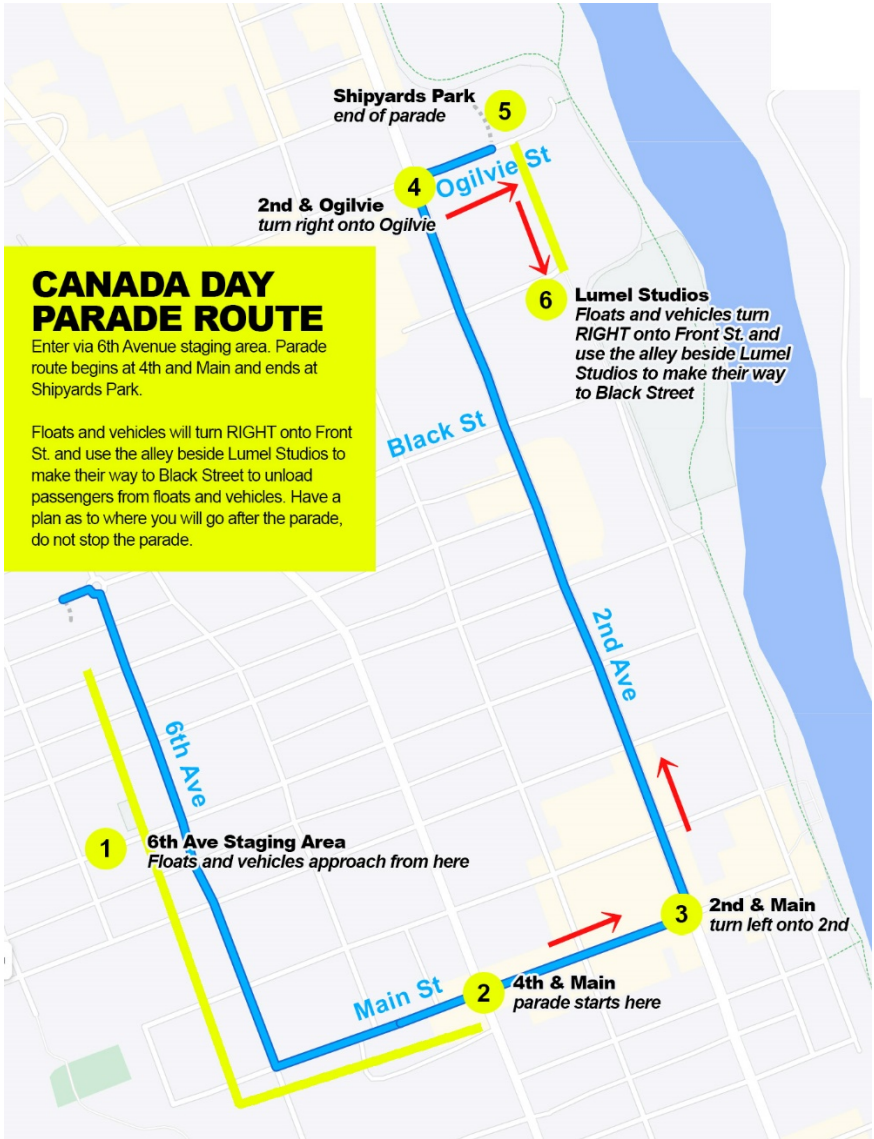 Shipyards Park
end of parade
5
4
Ogilvie St
2nd & Ogilvie
turn right onto Ogilvie
CANADA DAY
PARADE ROUTE
Enter via 6th Avenue staging area. Parade
route begins at 4th and Main and ends at
Shipyards Park.
Floats and vehicles will turn RIGHT onto Front
St. and use the alley beside Lumel Studios to
make their way to Black Street to unload
passengers from floats and vehicles. Have a
plan as to where you will go after the parade,
do not stop the parade.
6
Lumel Studios
Floats and vehicles turn
RIGHT onto Front St. and
use the alley beside Lumel
Studios to make their way
to Black Street
Black St
2nd Ave
6th Ave
1
6th Ave Staging Area
Floats and vehicles approach from here
3
2nd & Main
turn left onto 2nd
Main St
2
4th & Main
parade starts here